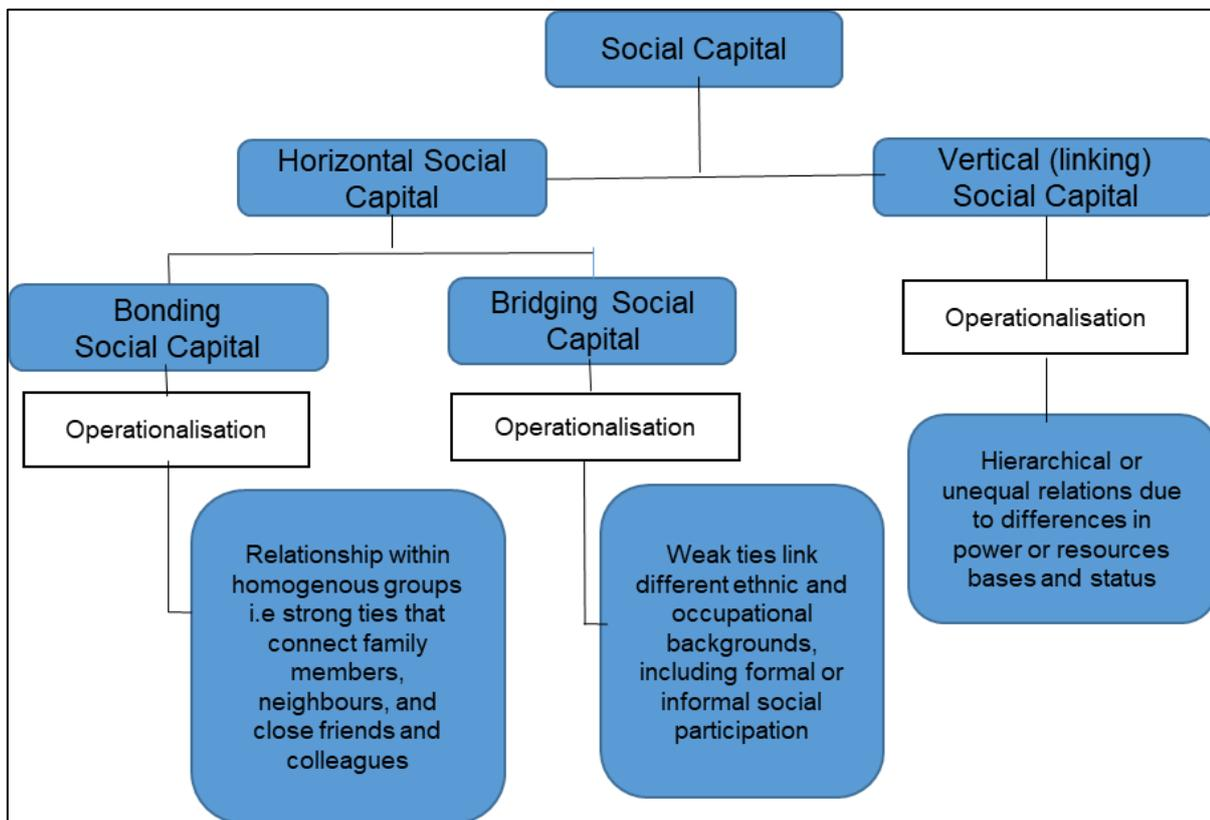 Social Capital
Horizontal Social
Capital
Vertical (linking)
Social Capital
Bonding
Social Capital
Bridging Social
Capital
Operationalisation
Operationalisation
Operationalisation
Relationship within
homogenous groups
i.e strong ties that
connect family
members,
neighbours, and
close friends and
colleagues
Weak ties link
different ethnic and
occupational
backgrounds,
including formal or
informal social
participation
Hierarchical or
unequal relations due
to differences in
power or resources
bases and status